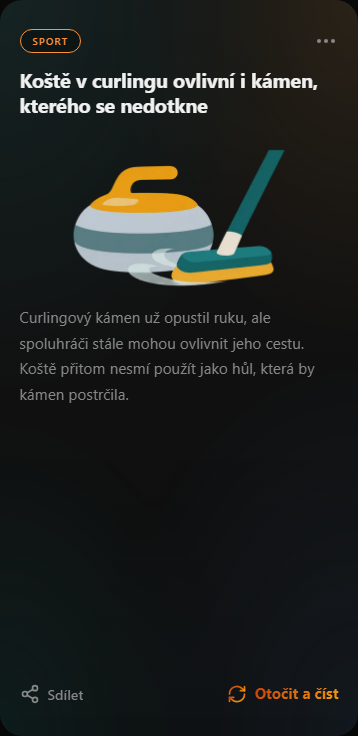 SPORT
Koště v curlingu ovlivní i kámen,
kterého se nedotkne
Curlingový kámen už opustil ruku, ale
spoluhráči stále mohou ovlivnit jeho cestu.
Koště přitom nesmí použít jako hůl, která by
kámen postrčila.
Sdílet
Otočit a číst